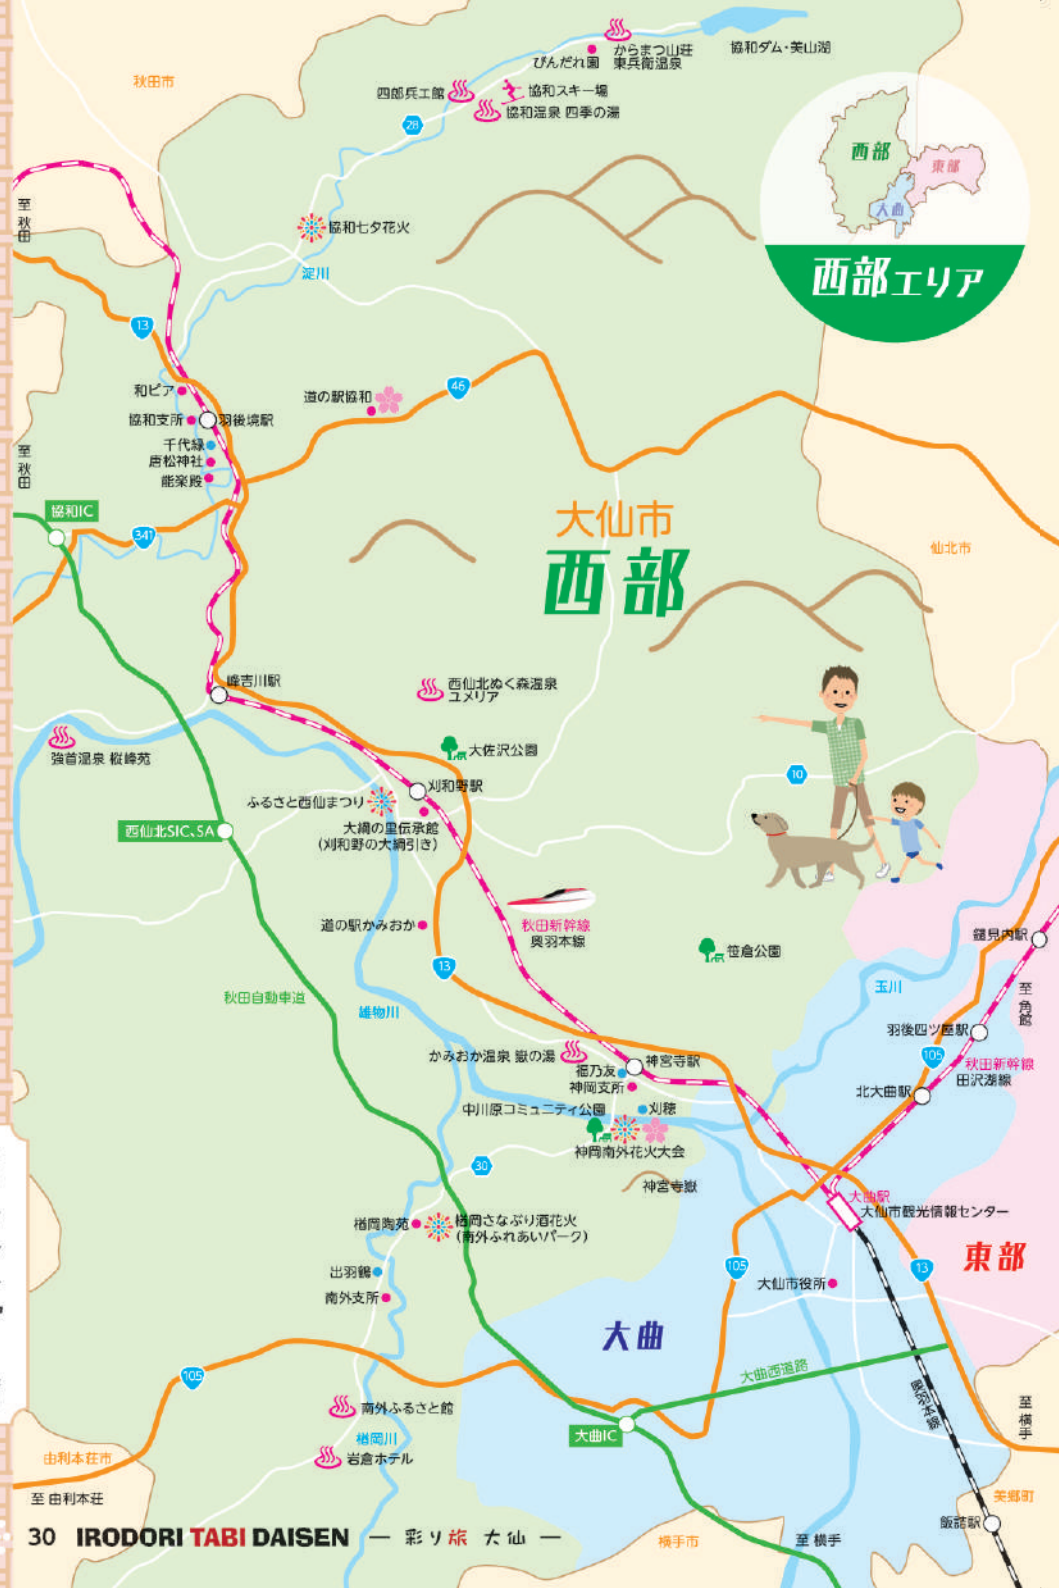 協和ダム・美山湖
からまつ山荘
東兵衛温泉
びんだれ園
四郎兵工館
協和スキー場
協和温泉 四季の湯
28
秋田市
西部
東部
大曲
西部エリア
至 秋田
協和七夕花火
淀川
13
和ピア
道の駅協和
46
協和支所
羽後境駅
千代緑
唐松神社
能楽殿
至 秋田
協和IC
341
大仙市
西部
仙北市
峰吉川駅
西仙北ぬく森温泉
ユメリア
強首温泉 樅峰苑
大佐沢公園
10
刈和野駅
ふるさと西仙まつり
大綱の里伝承館
(刈和野の大綱引き)
西仙北SIC、SA
道の駅かみおか
秋田新幹線
奥羽本線
笹倉公園
13
鑓見内駅
玉川
至 角館
秋田自動車道
雄物川
羽後四ツ屋駅
105
秋田新幹線
田沢湖線
かみおか温泉 嶽の湯
神宮寺駅
福乃友
神岡支所
北大曲駅
中川原コミュニティ公園
刈穂
神岡南外花火大会
30
神宮寺嶽
大曲駅
大仙市観光情報センター
楢岡陶苑
楢岡さなぶり酒花火
(南外ふれあいパーク)
東部
出羽鶴
105
13
大仙市役所
南外支所
大曲
105
大曲西道路
奥羽本線
南外ふるさと館
至 横手
大曲IC
楢岡川
岩倉ホテル
由利本荘市
至 由利本荘
美郷町
飯詰駅
横手市
至 横手
30 IRODORI TABI DAISEN — 彩り旅 大仙 —